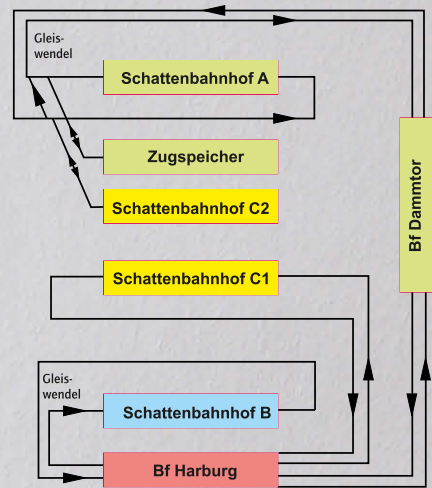 Gleis-
wendel
Schattenbahnhof A
Zugspeicher
Schattenbahnhof C2
Bf Dammtor
Schattenbahnhof C1
Gleis-
wendel
Schattenbahnhof B
Bf Harburg